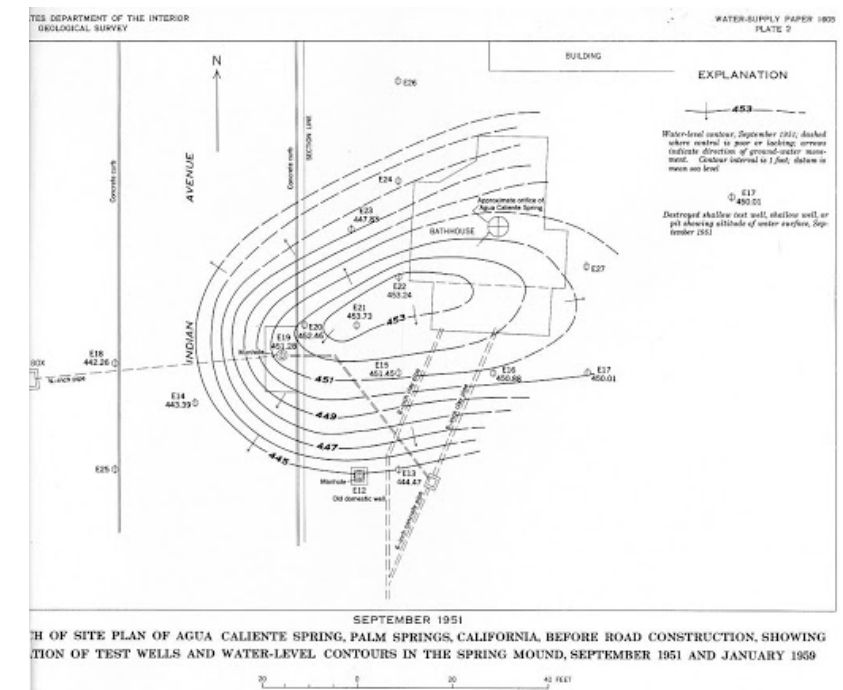 TES DEPARTMENT OF THE INTERIOR
GEOLOGICAL SURVEY
WATER-SUPPLY PAPER 1605
PLATE 2
BUILDING
EXPLANATION
453
Water-level contour, September 1951; dashed
where control is poor or lacking; arrows
indicate direction of ground-water move-
ment. Contour interval is 1 foot; datum is
mean sea level
E17
450.01
Destroyed shallow test well, shallow well, or
pit showing altitude of water surface, Sep-
tember 1951
N
E26
Concrete curb
INDIAN AVENUE
Concrete curb
SECTION LINE
E24
E23
447.83
Approximate orifice of
Agua Caliente Spring
BATHHOUSE
E27
E22
453.24
E21
453.73
453
E20
452.46
E19
451.28
Manhole
E18
442.26
BOX
E14
443.39
E15
451.45
E16
450.88
E17
450.01
451
449
447
445
E25
Manhole
E12
Old domestic well
E13
444.47
SEPTEMBER 1951
CH OF SITE PLAN OF AGUA CALIENTE SPRING, PALM SPRINGS, CALIFORNIA, BEFORE ROAD CONSTRUCTION, SHOWING
TION OF TEST WELLS AND WATER-LEVEL CONTOURS IN THE SPRING MOUND, SEPTEMBER 1951 AND JANUARY 1959
20 0 20 40 FEET